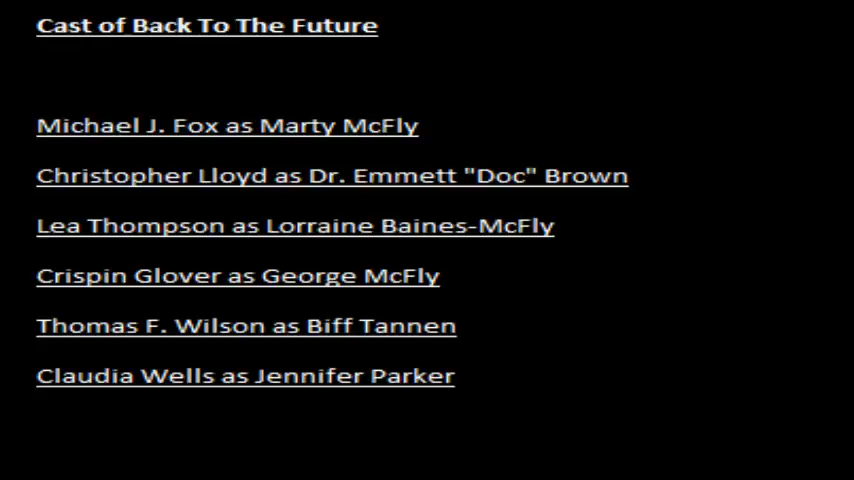 Cast of Back To The Future
Michael J. Fox as Marty McFly
Christopher Lloyd as Dr. Emmett "Doc" Brown
Lea Thompson as Lorraine Baines-McFly
Crispin Glover as George McFly
Thomas F. Wilson as Biff Tannen
Claudia Wells as Jennifer Parker